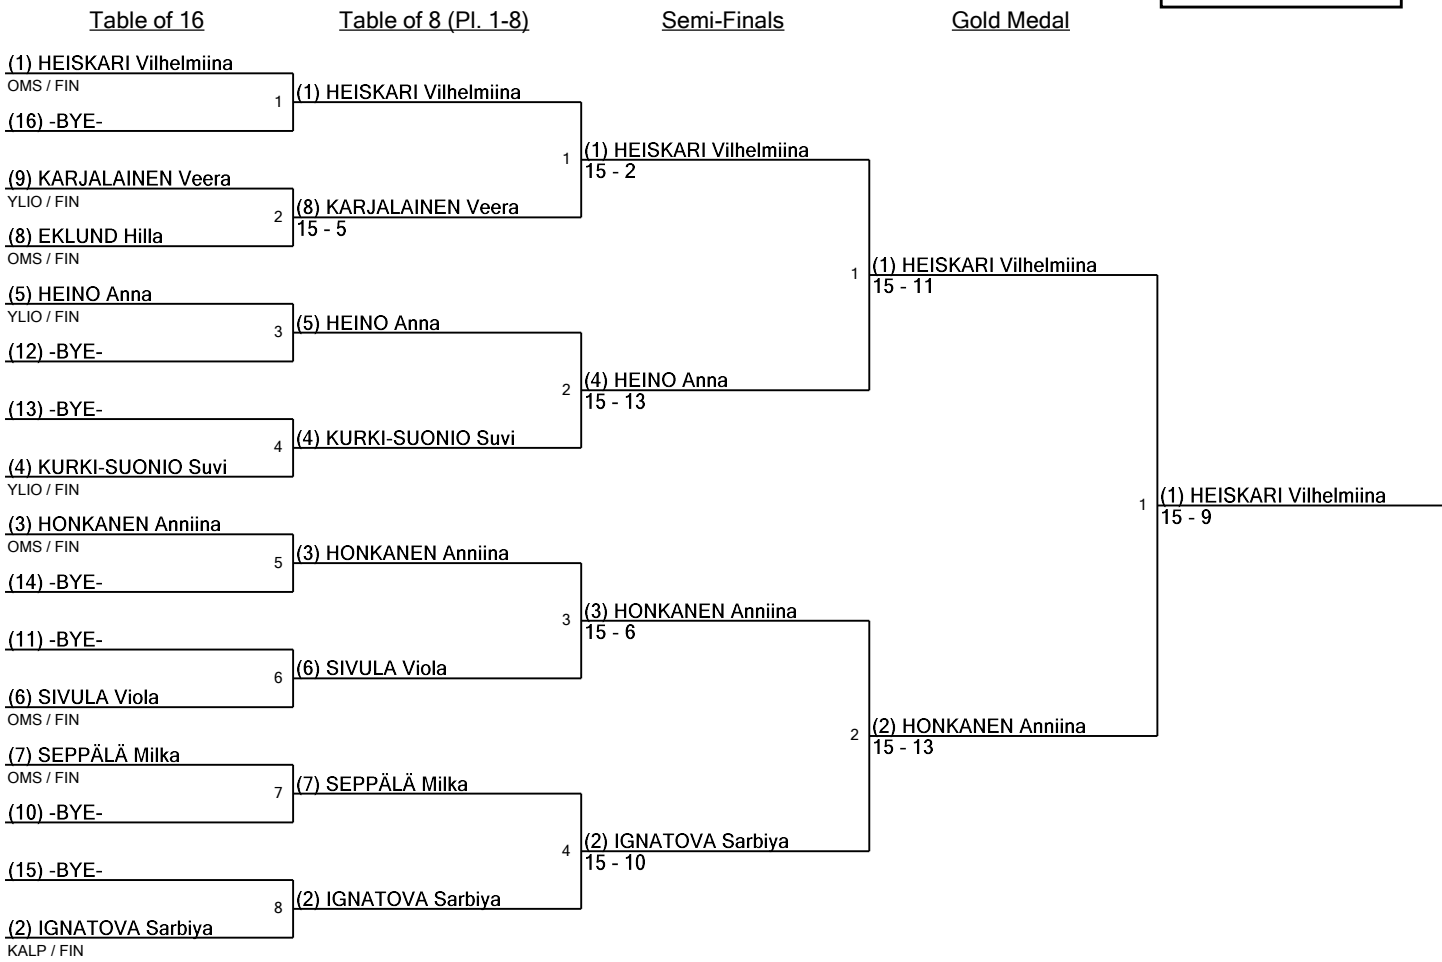 Table of 16
Table of 8 (Pl. 1-8)
Semi-Finals
Gold Medal
(1) HEISKARI Vilhelmiina
OMS / FIN
1
(16) -BYE-
(9) KARJALAINEN Veera
YLIO / FIN
2
(8) EKLUND Hilla
OMS / FIN
(5) HEINO Anna
YLIO / FIN
3
(12) -BYE-
(13) -BYE-
4
(4) KURKI-SUONIO Suvi
YLIO / FIN
(3) HONKANEN Anniina
OMS / FIN
5
(14) -BYE-
(11) -BYE-
6
(6) SIVULA Viola
OMS / FIN
(7) SEPPÄLÄ Milka
OMS / FIN
7
(10) -BYE-
(15) -BYE-
8
(2) IGNATOVA Sarbiya
KALP / FIN
(1) HEISKARI Vilhelmiina
1
(8) KARJALAINEN Veera
15 - 5
(5) HEINO Anna
2
(4) KURKI-SUONIO Suvi
(3) HONKANEN Anniina
3
(6) SIVULA Viola
(7) SEPPÄLÄ Milka
4
(2) IGNATOVA Sarbiya
(1) HEISKARI Vilhelmiina
15 - 2
1
(4) HEINO Anna
15 - 13
(3) HONKANEN Anniina
15 - 6
2
(2) IGNATOVA Sarbiya
15 - 10
(1) HEISKARI Vilhelmiina
15 - 11
1
(2) HONKANEN Anniina
15 - 13
(1) HEISKARI Vilhelmiina
15 - 9